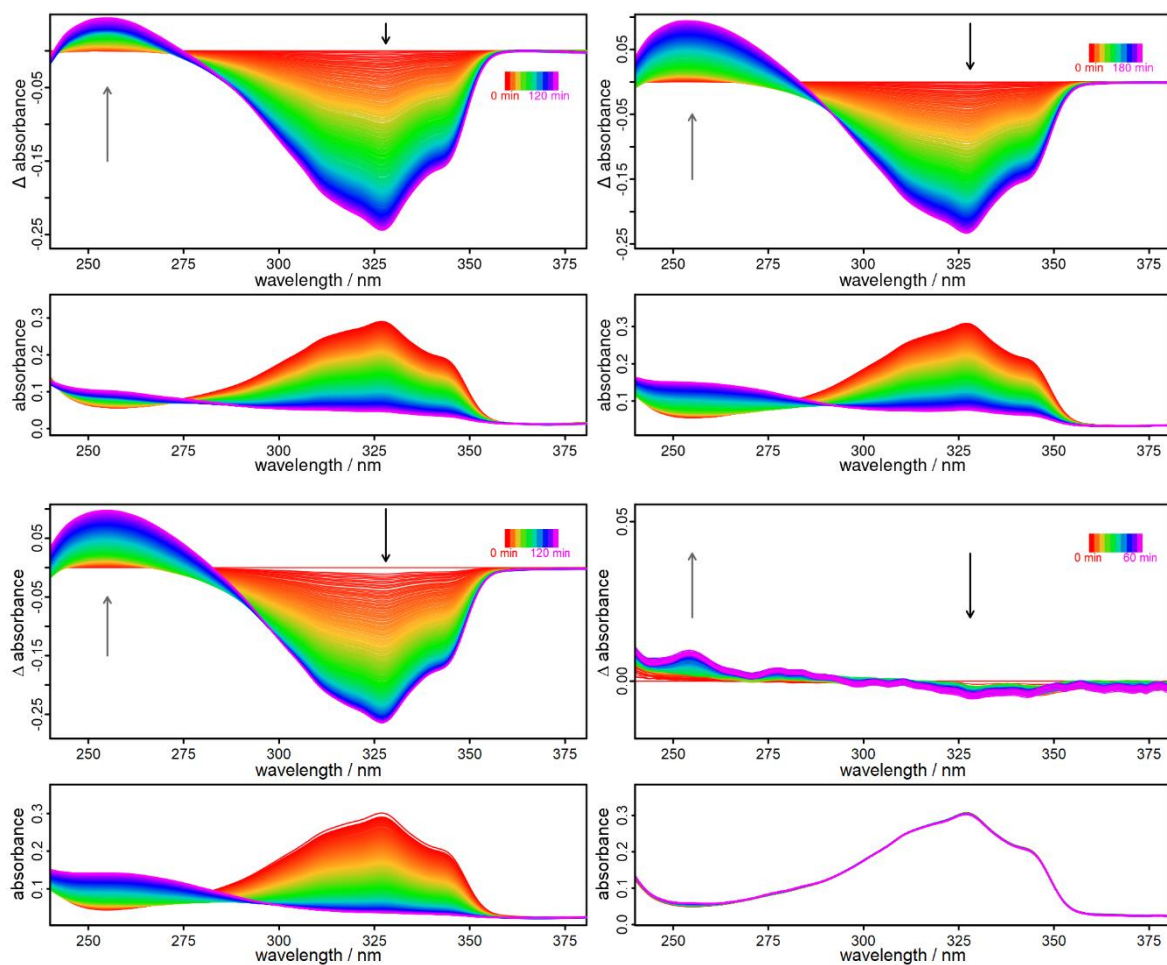 Δ absorbance
-0.05
-0.15
-0.25
0 min 120 min
250 275 300 325 350 375
wavelength / nm
Δ absorbance
0.05
-0.05
-0.15
-0.25
0 min 180 min
250 275 300 325 350 375
wavelength / nm
absorbance
0.3
0.2
0.1
0.0
250 275 300 325 350 375
wavelength / nm
absorbance
0.3
0.2
0.1
250 275 300 325 350 375
wavelength / nm
Δ absorbance
0.05
-0.05
-0.15
-0.25
0 min 120 min
250 275 300 325 350 375
wavelength / nm
Δ absorbance
0.05
0.00
0 min 60 min
250 275 300 325 350 375
wavelength / nm
absorbance
0.3
0.2
0.1
250 275 300 325 350 375
wavelength / nm
absorbance
0.3
0.2
0.1
0.0
250 275 300 325 350 375
wavelength / nm